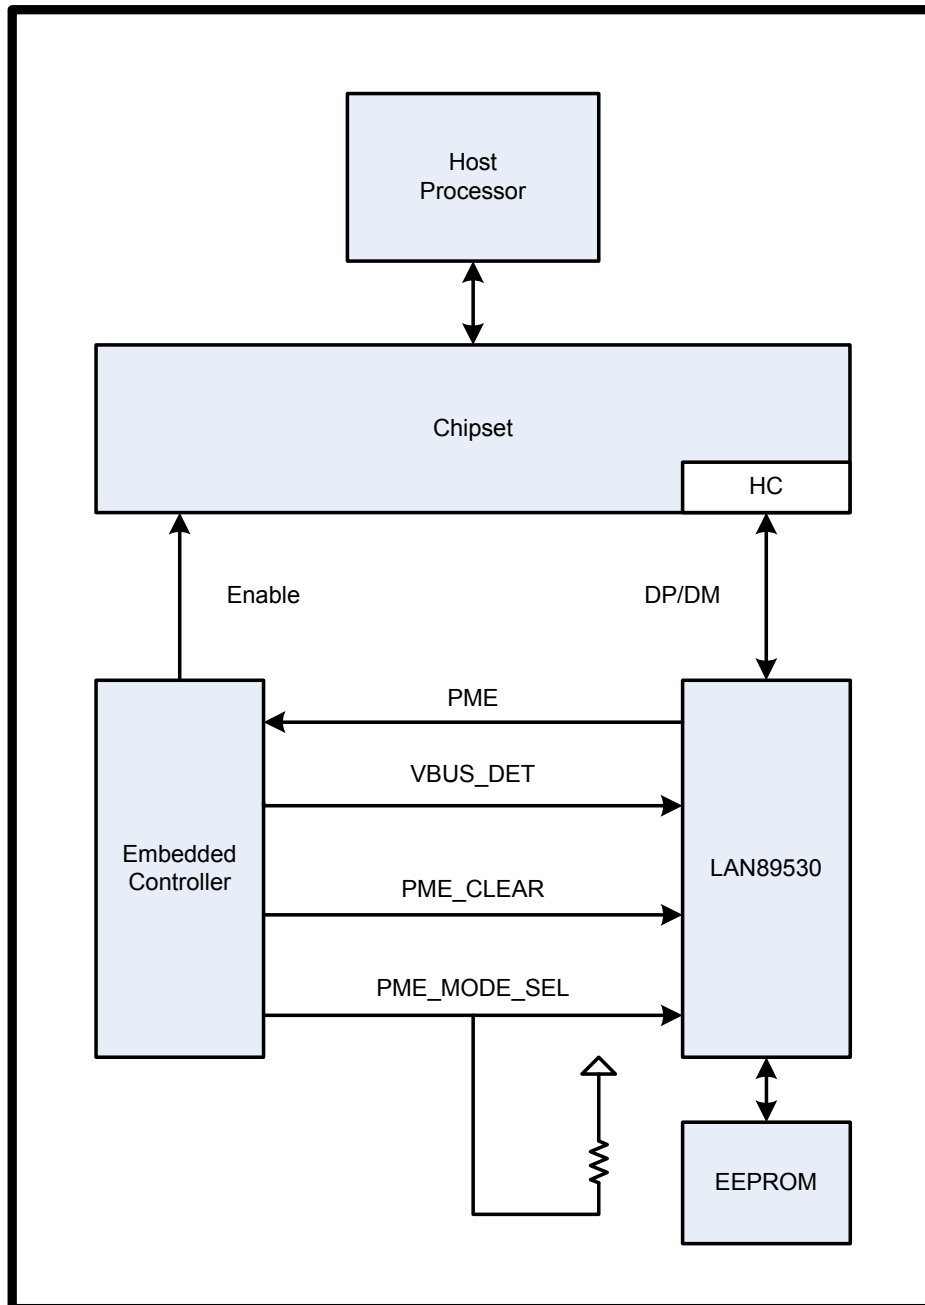 Host
Processor
Chipset
HC
Enable
DP/DM
PME
VBUS_DET
Embedded
Controller
LAN89530
PME_CLEAR
PME_MODE_SEL
EEPROM